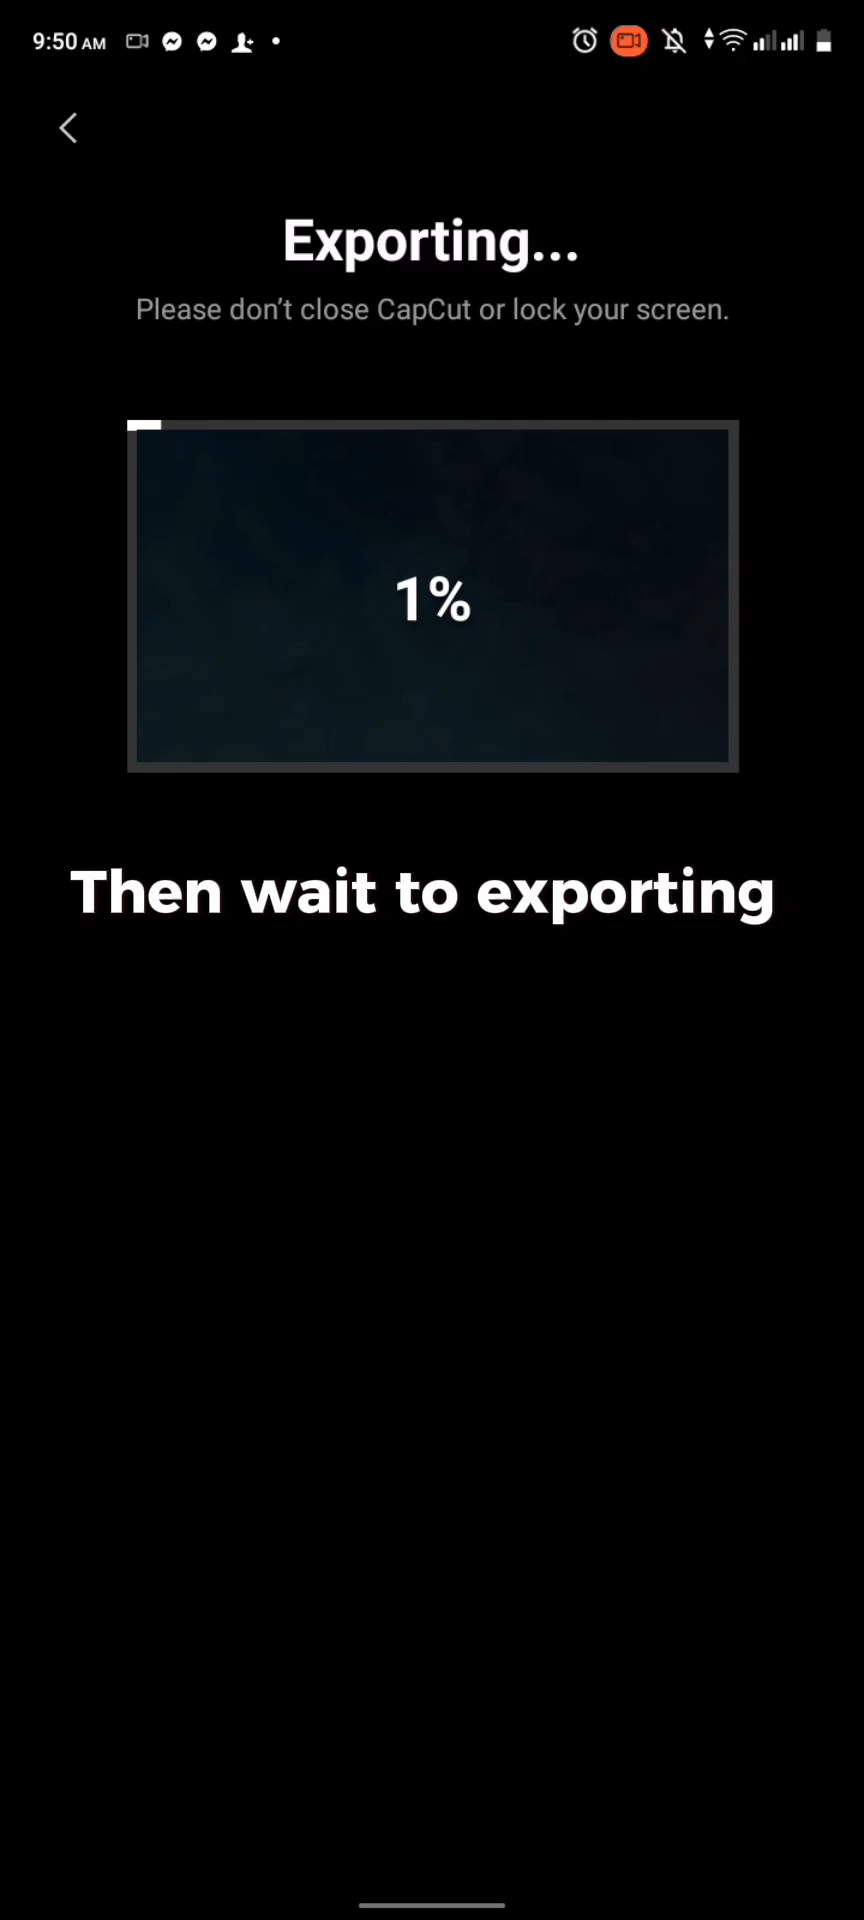 9:50 AM
Exporting...
Please don't close CapCut or lock your screen.
1%
Then wait to exporting